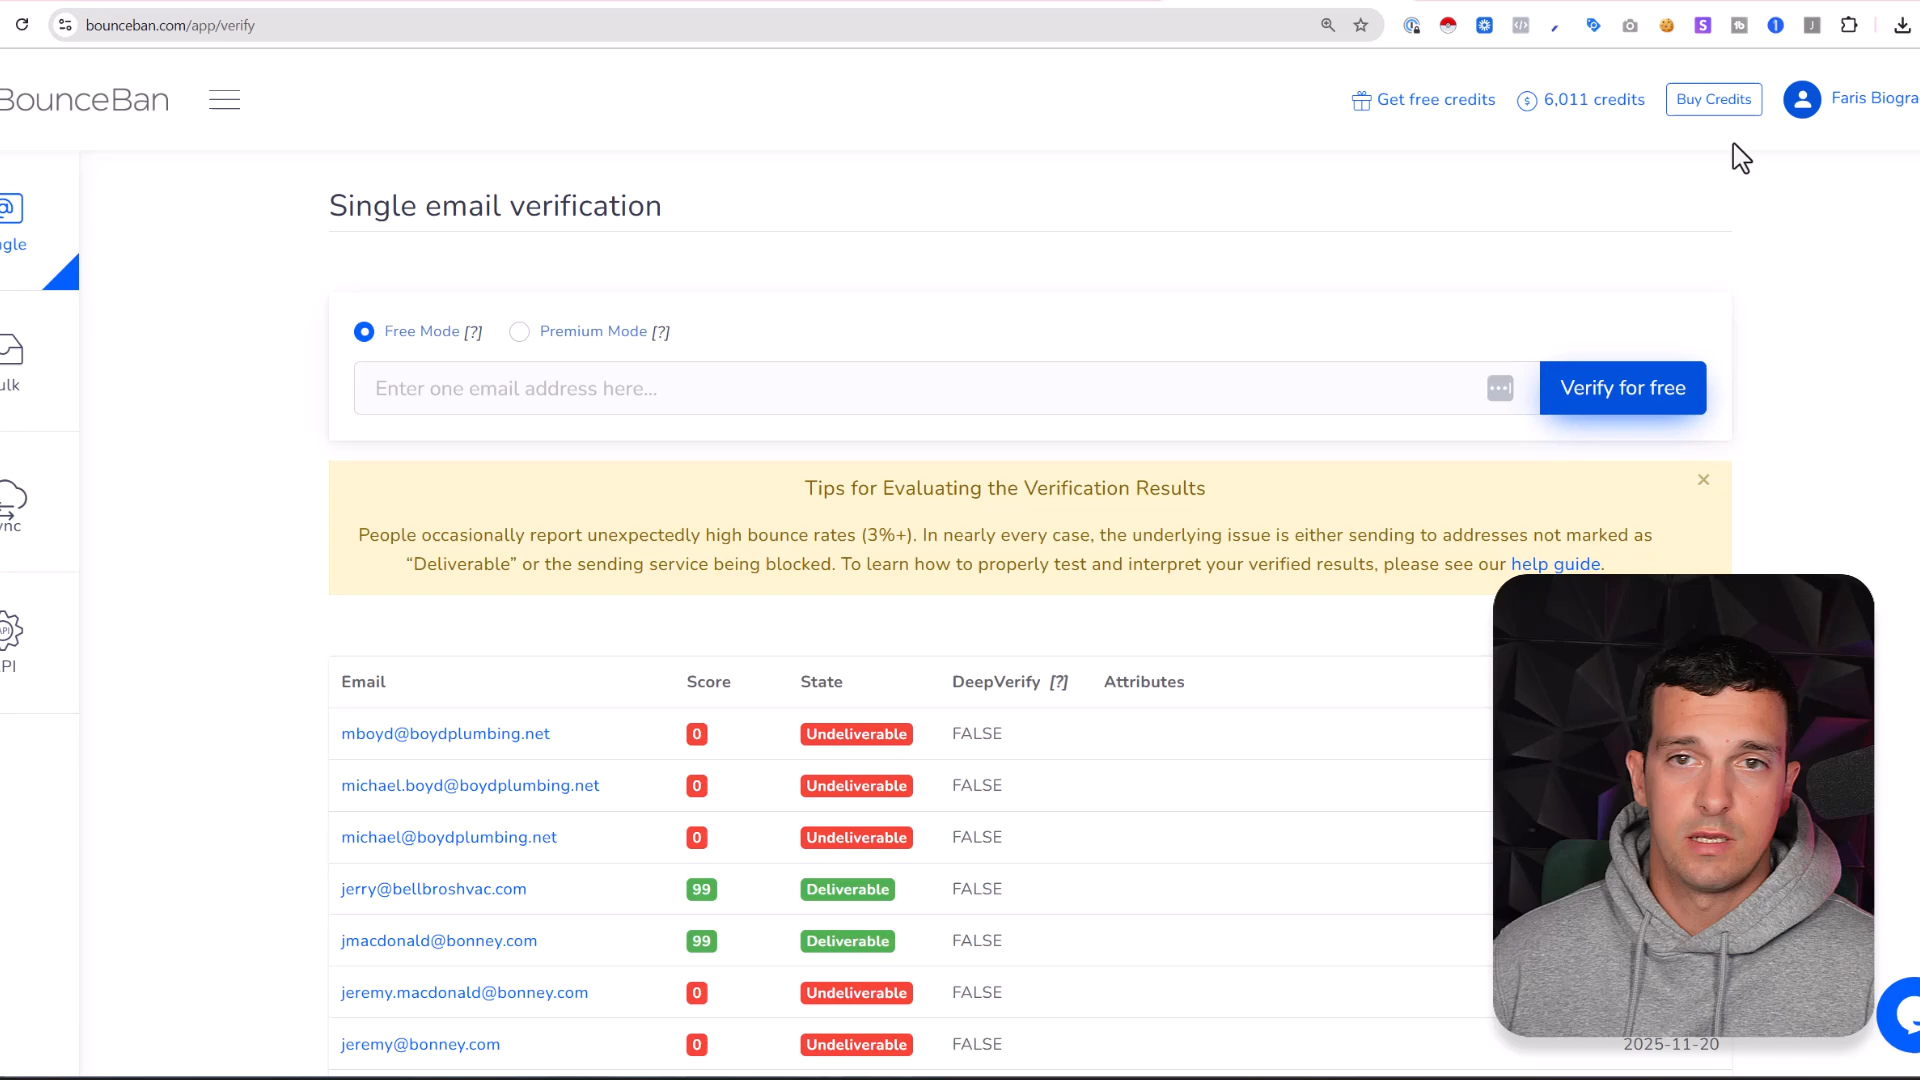 bounceban.com/app/verify
BounceBan
Get free credits
6,011 credits
Buy Credits
Faris Biogra
ngle
ulk
ync
API
Single email verification
Free Mode [?]
Premium Mode [?]
Enter one email address here...
Verify for free
Tips for Evaluating the Verification Results
×
People occasionally report unexpectedly high bounce rates (3%+). In nearly every case, the underlying issue is either sending to addresses not marked as
“Deliverable” or the sending service being blocked. To learn how to properly test and interpret your verified results, please see our help guide.
Email Score State DeepVerify [?] Attributes
mboyd@boydplumbing.net 0 Undeliverable FALSE
michael.boyd@boydplumbing.net 0 Undeliverable FALSE
michael@boydplumbing.net 0 Undeliverable FALSE
jerry@bellbroshvac.com 99 Deliverable FALSE
jmacdonald@bonney.com 99 Deliverable FALSE
jeremy.macdonald@bonney.com 0 Undeliverable FALSE
jeremy@bonney.com 0 Undeliverable FALSE 2025-11-20